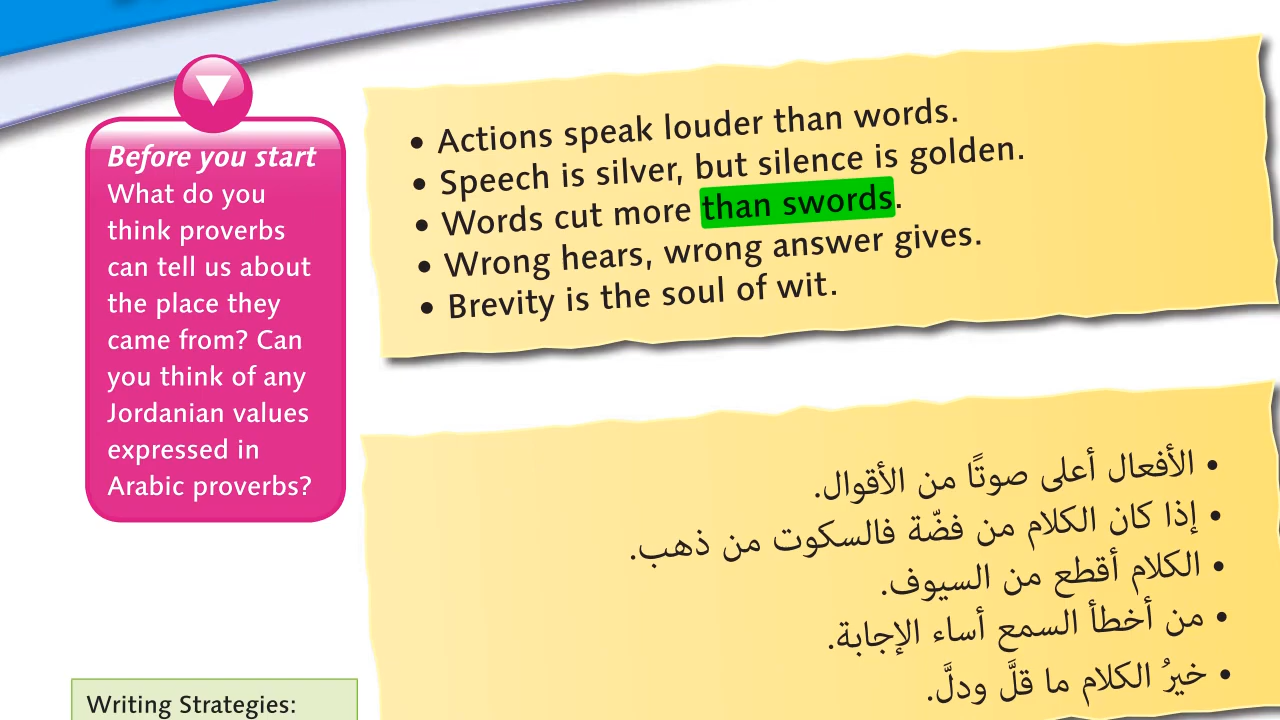 Before you start
What do you
think proverbs
can tell us about
the place they
came from? Can
you think of any
Jordanian values
expressed in
Arabic proverbs?
• Actions speak louder than words.
• Speech is silver, but silence is golden.
• Words cut more than swords.
• Wrong hears, wrong answer gives.
• Brevity is the soul of wit.
• الأفعال أعلى صوتًا من الأقوال.
• إذا كان الكلام من فضّة فالسكوت من ذهب.
• الكلام أقطع من السيوف.
• من أخطأ السمع أساء الإجابة.
• خيرُ الكلام ما قلَّ ودلَّ.
Writing Strategies: